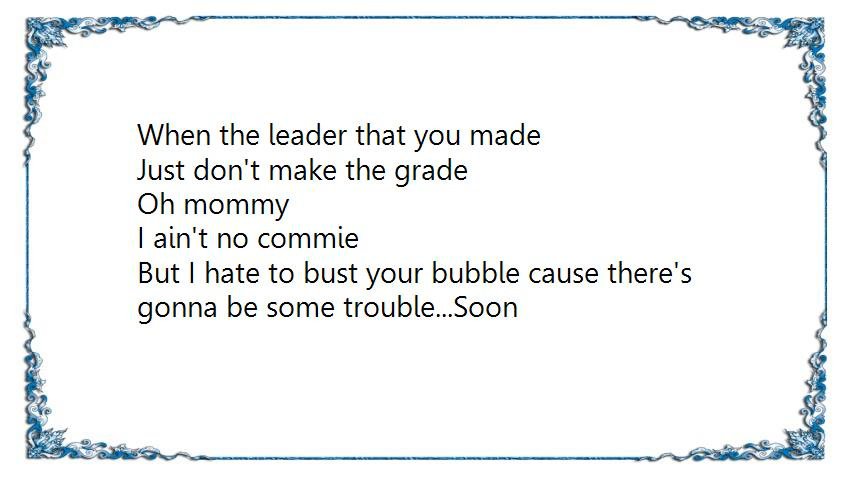 When the leader that you made
Just don't make the grade
Oh mommy
I ain't no commie
But I hate to bust your bubble cause there's
gonna be some trouble...Soon